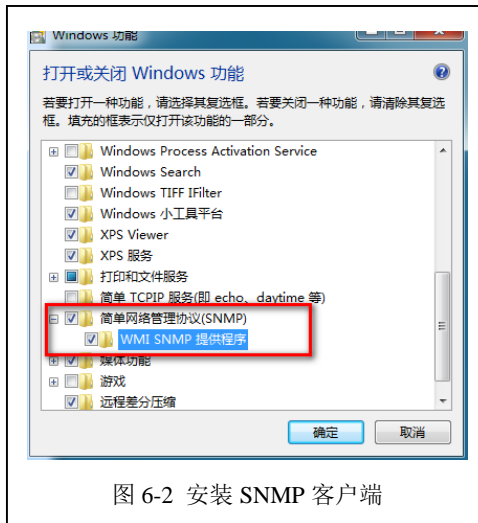 Windows 功能
打开或关闭 Windows 功能
若要打开一种功能，请选择其复选框。若要关闭一种功能，请清除其复选
框。填充的框表示仅打开该功能的一部分。
Windows Process Activation Service
Windows Search
Windows TIFF IFilter
Windows 小工具平台
XPS Viewer
XPS 服务
打印和文件服务
简单 TCPIP 服务(即 echo、daytime 等)
简单网络管理协议(SNMP)
WMI SNMP 提供程序
媒体功能
游戏
远程差分压缩
确定
取消
图 6-2 安装 SNMP 客户端